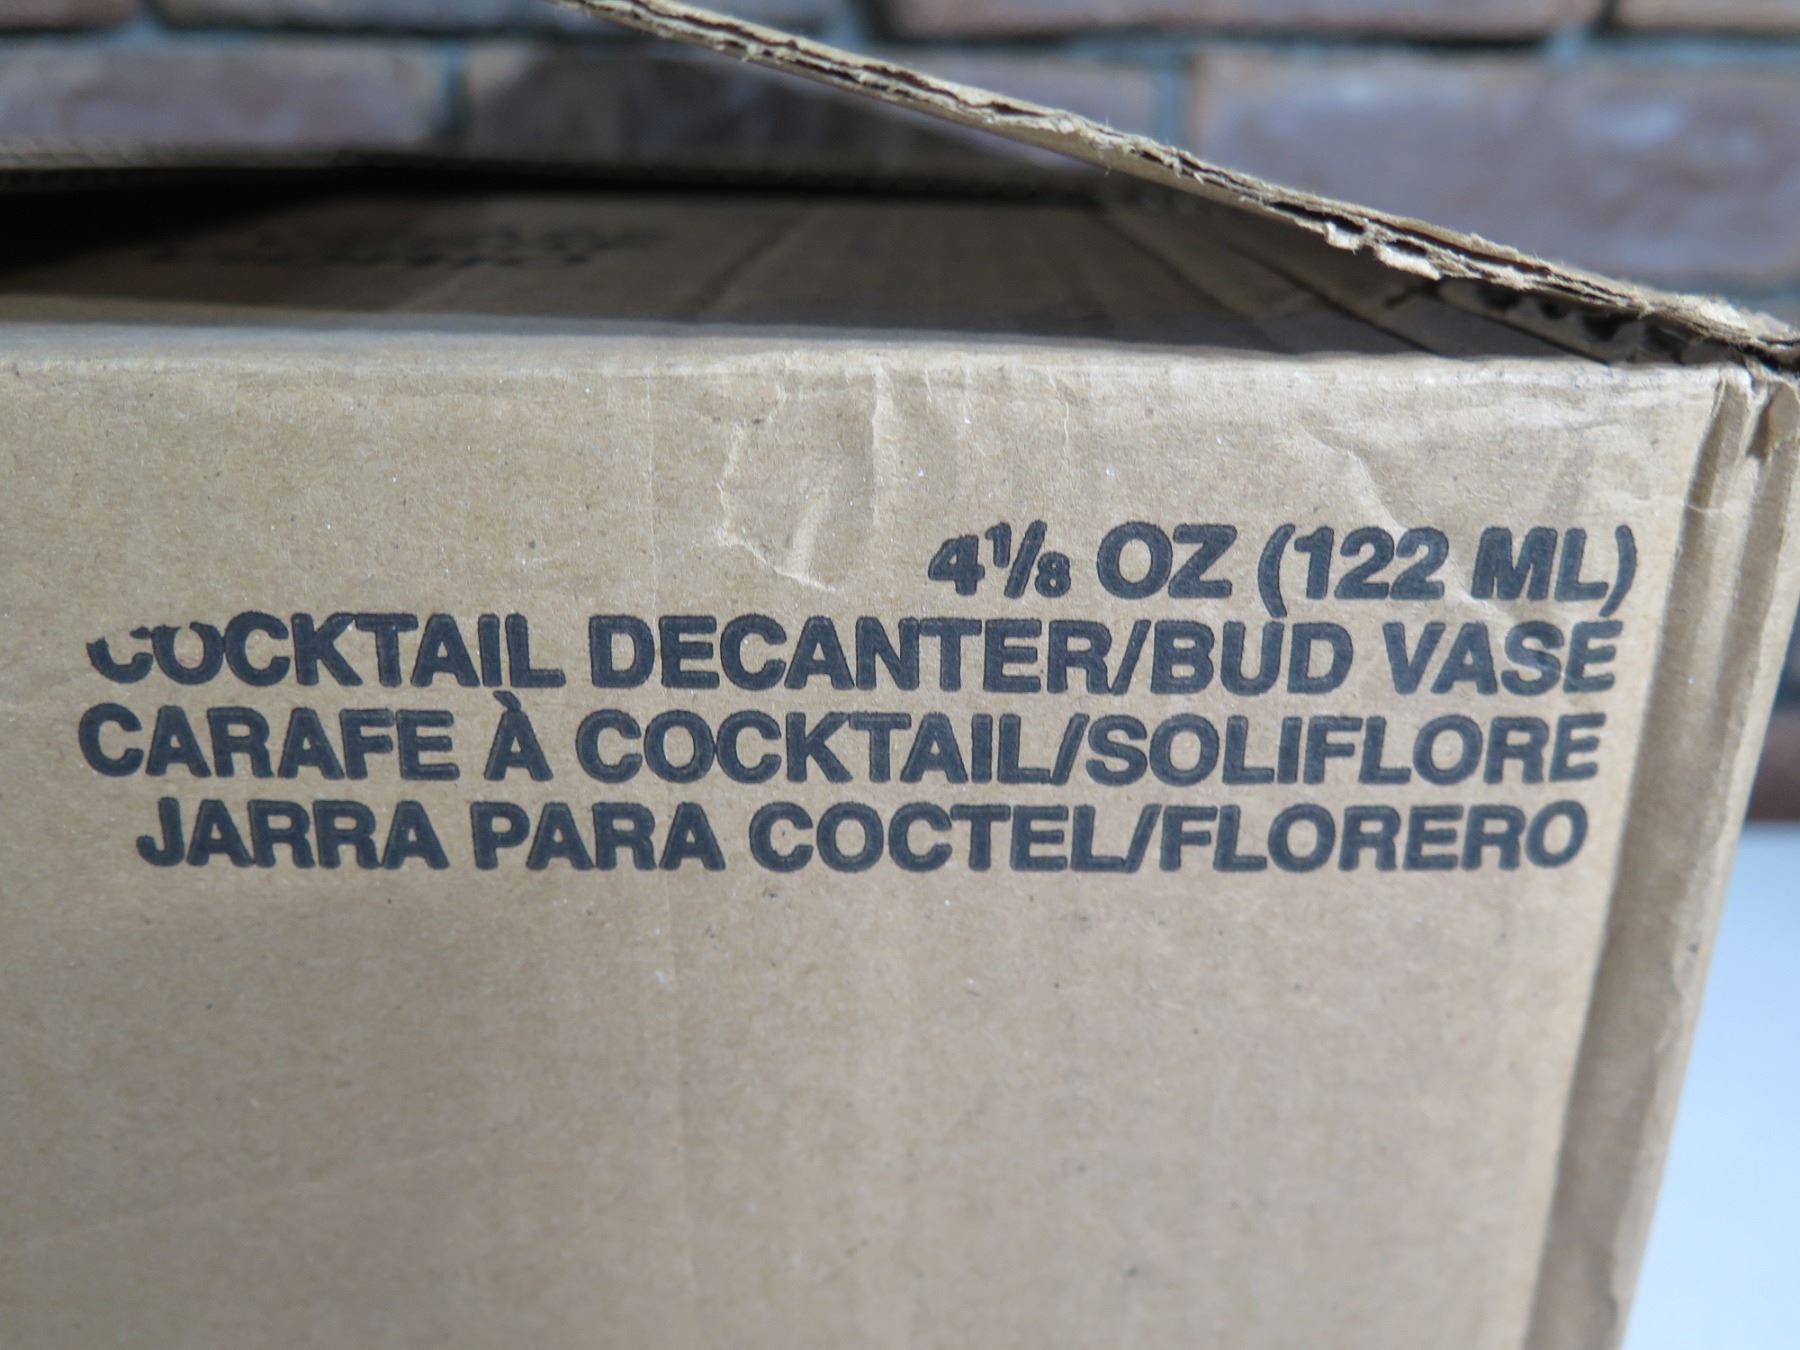 4⅛ OZ (122 ML)
COCKTAIL DECANTER/BUD VASE
CARAFE À COCKTAIL/SOLIFLORE
JARRA PARA COCTEL/FLORERO